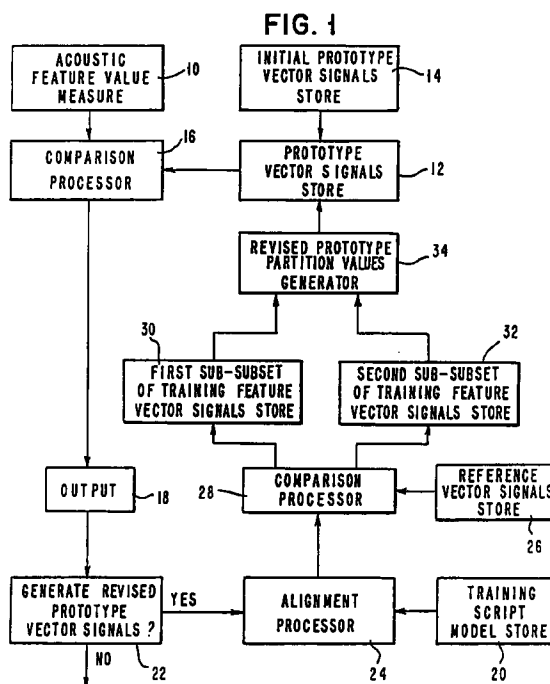 FIG. 1
ACOUSTIC
FEATURE VALUE
MEASURE
10
INITIAL PROTOTYPE
VECTOR SIGNALS
STORE
14
16
COMPARISON
PROCESSOR
PROTOTYPE
VECTOR SIGNALS
STORE
12
REVISED PROTOTYPE
PARTITION VALUES
GENERATOR
34
30
FIRST SUB-SUBSET
OF TRAINING FEATURE
VECTOR SIGNALS STORE
32
SECOND SUB-SUBSET
OF TRAINING FEATURE
VECTOR SIGNALS STORE
OUTPUT
18
28
COMPARISON
PROCESSOR
REFERENCE
VECTOR SIGNALS
STORE
26
GENERATE REVISED
PROTOTYPE
VECTOR SIGNALS ?
YES
22
NO
ALIGNMENT
PROCESSOR
24
TRAINING
SCRIPT
MODEL STORE
20